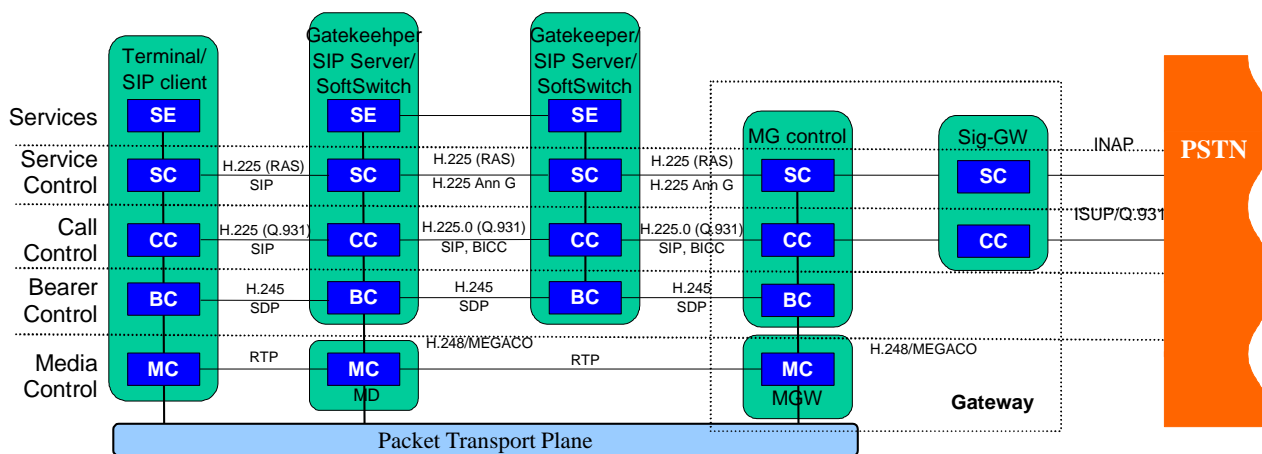 Terminal/
SIP client
Gatekeehper
SIP Server/
SoftSwitch
Gatekeeper/
SIP Server/
SoftSwitch
Services
SE
SE
SE
MG control
Sig-GW
INAP
PSTN
Service
Control
SC
H.225 (RAS)
SIP
SC
H.225 (RAS)
H.225 Ann G
SC
H.225 (RAS)
H.225 Ann G
SC
SC
ISUP/Q.931
Call
Control
CC
H.225 (Q.931)
SIP
CC
H.225.0 (Q.931)
SIP, BICC
CC
H.225.0 (Q.931)
SIP, BICC
CC
CC
Bearer
Control
BC
H.245
SDP
BC
H.245
SDP
BC
H.245
SDP
BC
H.248/MEGACO
H.248/MEGACO
Media
Control
MC
RTP
MC
RTP
MC
MD
MGW
Gateway
Packet Transport Plane